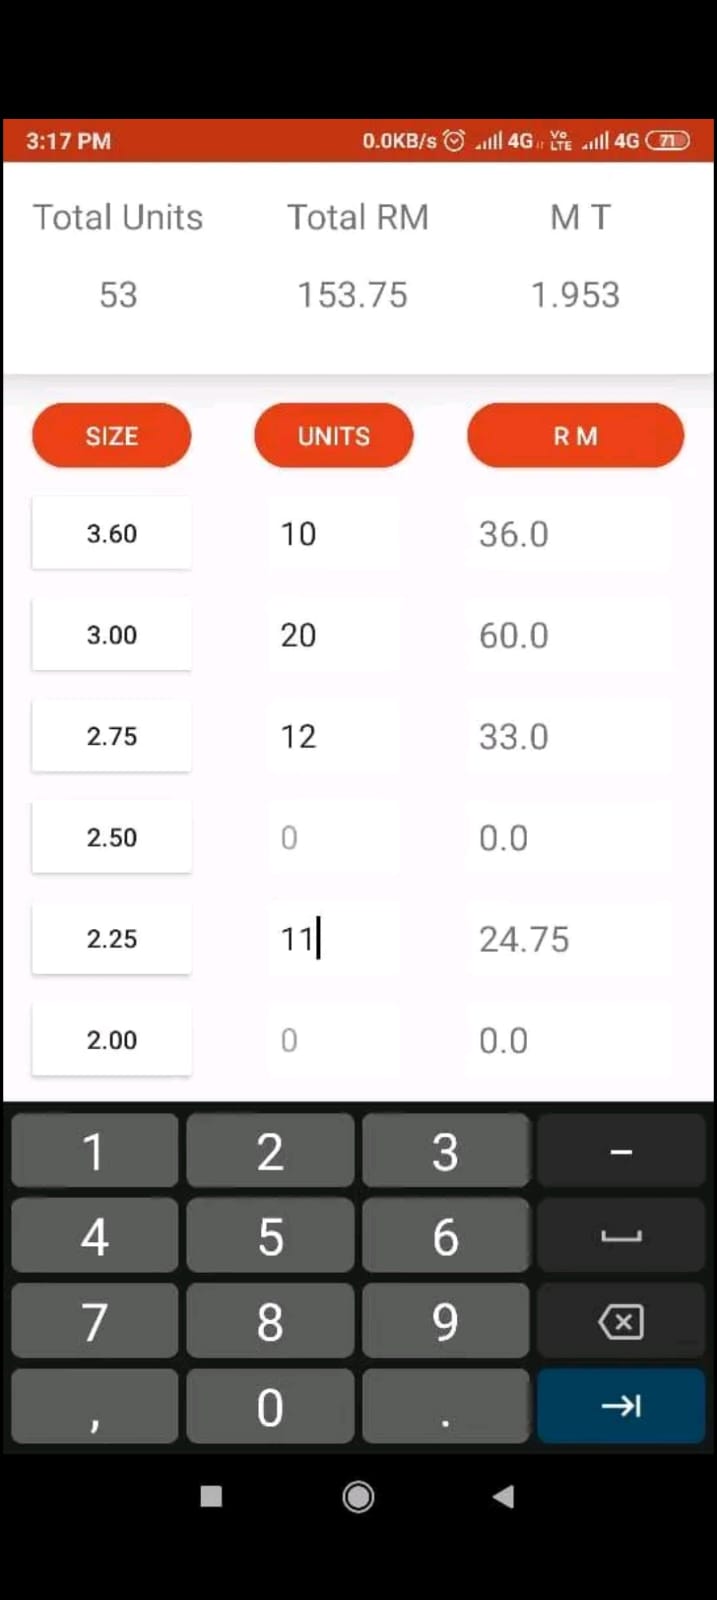 3:17 PM 0.0KB/s 4G Vo LTE 4G 71
Total Units Total RM M T
53 153.75 1.953
SIZE UNITS R M
3.60 10 36.0
3.00 20 60.0
2.75 12 33.0
2.50 0 0.0
2.25 11 24.75
2.00 0 0.0
1 2 3 –
4 5 6
7 8 9
, 0 .